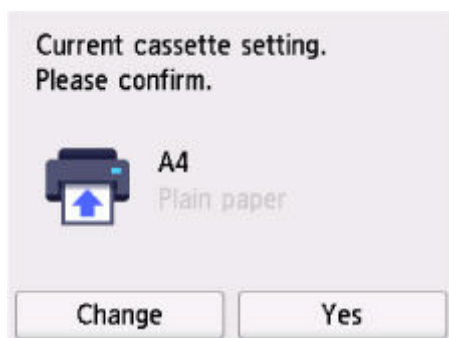 Current cassette setting.
Please confirm.
A4
Plain paper
Change
Yes